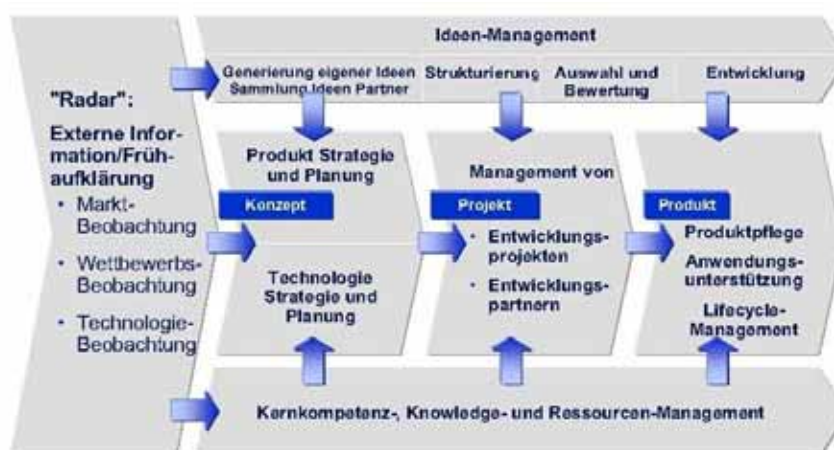 "Radar":
Externe Infor-
mation/Früh-
aufklärung
• Markt-
Beobachtung
• Wettbewerbs-
Beobachtung
• Technologie-
Beobachtung
Ideen-Management
Generierung eigener Ideen
Sammlung Ideen Partner
Strukturierung
Auswahl und
Bewertung
Entwicklung
Produkt Strategie
und Planung
Konzept
Technologie
Strategie und
Planung
Management von
Projekt
• Entwicklungs-
projekten
• Entwicklungs-
partnern
Produkt
Produktpflege
Anwendungs-
unterstützung
Lifecycle-
Management
Kernkompetenz-, Knowledge- und Ressourcen-Management